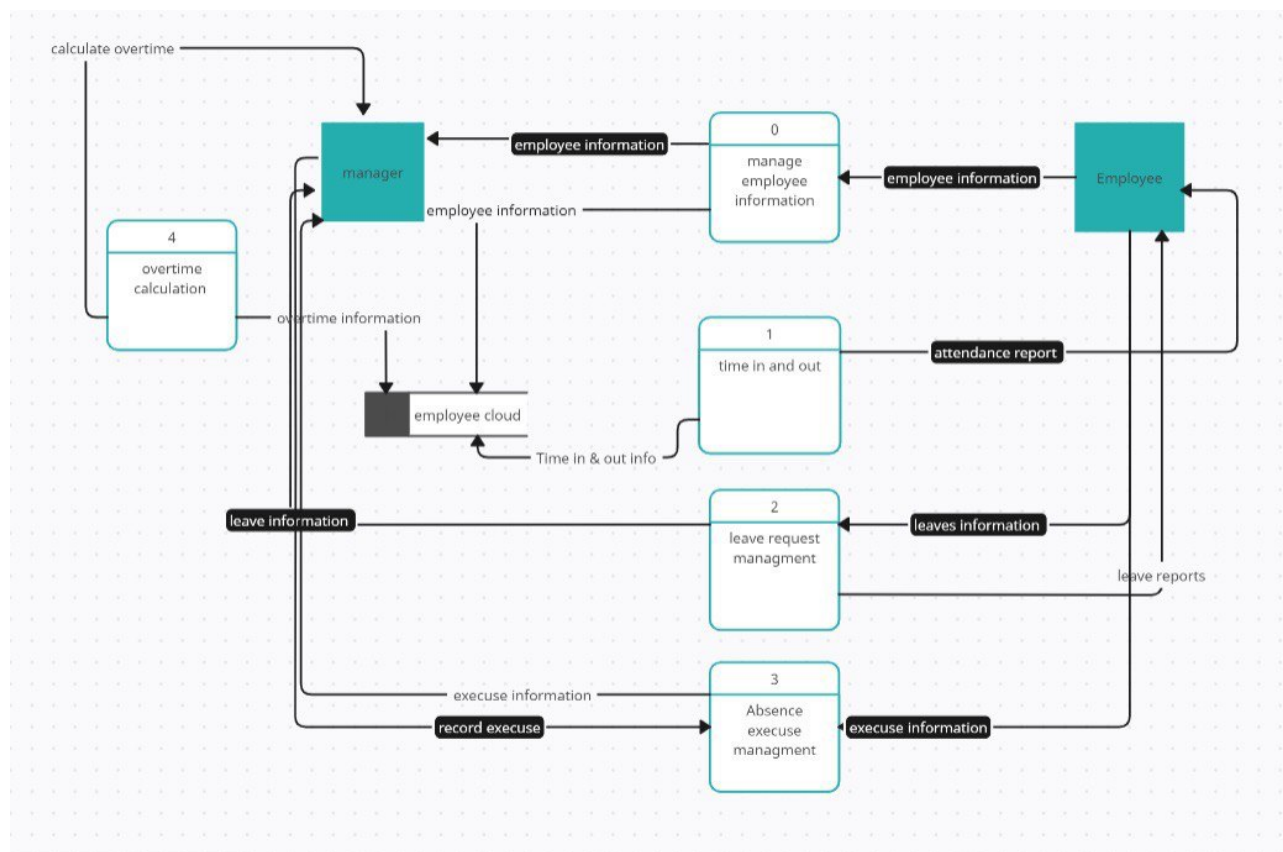 calculate overtime
0
employee information
manage
employee
information
employee information
manager
Employee
employee information
4
overtime
calculation
overtime information
1
time in and out
attendance report
employee cloud
Time in & out info
2
leave information
leaves information
leave request
managment
leave reports
3
execuse information
Absence
execuse
managment
record execuse
execuse information